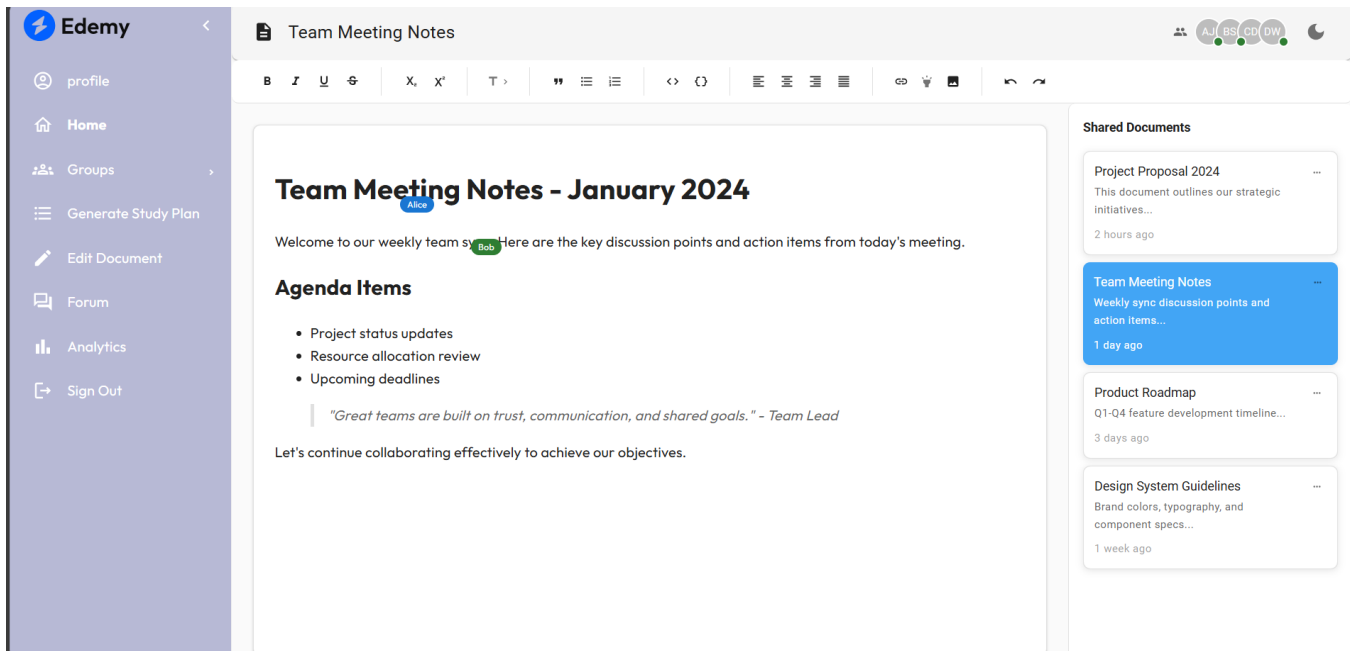 Edemy
profile
Home
Groups
Generate Study Plan
Edit Document
Forum
Analytics
Sign Out
Team Meeting Notes
AJ BS CD DW
B I U S X, X² T " <> {}
Team Meeting Notes - January 2024
Alice
Welcome to our weekly team sy Here are the key discussion points and action items from today's meeting.
Bob
Agenda Items
Project status updates
Resource allocation review
Upcoming deadlines
"Great teams are built on trust, communication, and shared goals." - Team Lead
Let's continue collaborating effectively to achieve our objectives.
Shared Documents
Project Proposal 2024
This document outlines our strategic
initiatives...
2 hours ago
Team Meeting Notes
Weekly sync discussion points and
action items...
1 day ago
Product Roadmap
Q1-Q4 feature development timeline...
3 days ago
Design System Guidelines
Brand colors, typography, and
component specs...
1 week ago